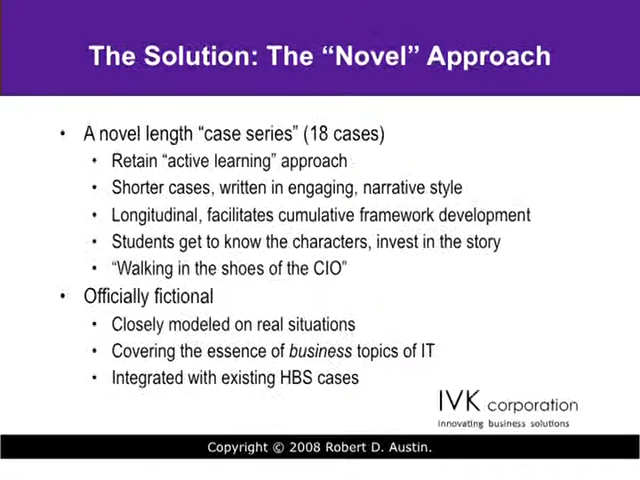 The Solution: The “Novel” Approach
• A novel length “case series” (18 cases)
• Retain “active learning” approach
• Shorter cases, written in engaging, narrative style
• Longitudinal, facilitates cumulative framework development
• Students get to know the characters, invest in the story
• “Walking in the shoes of the CIO”
• Officially fictional
• Closely modeled on real situations
• Covering the essence of business topics of IT
• Integrated with existing HBS cases
IVK corporation
innovating business solutions
Copyright © 2008 Robert D. Austin.